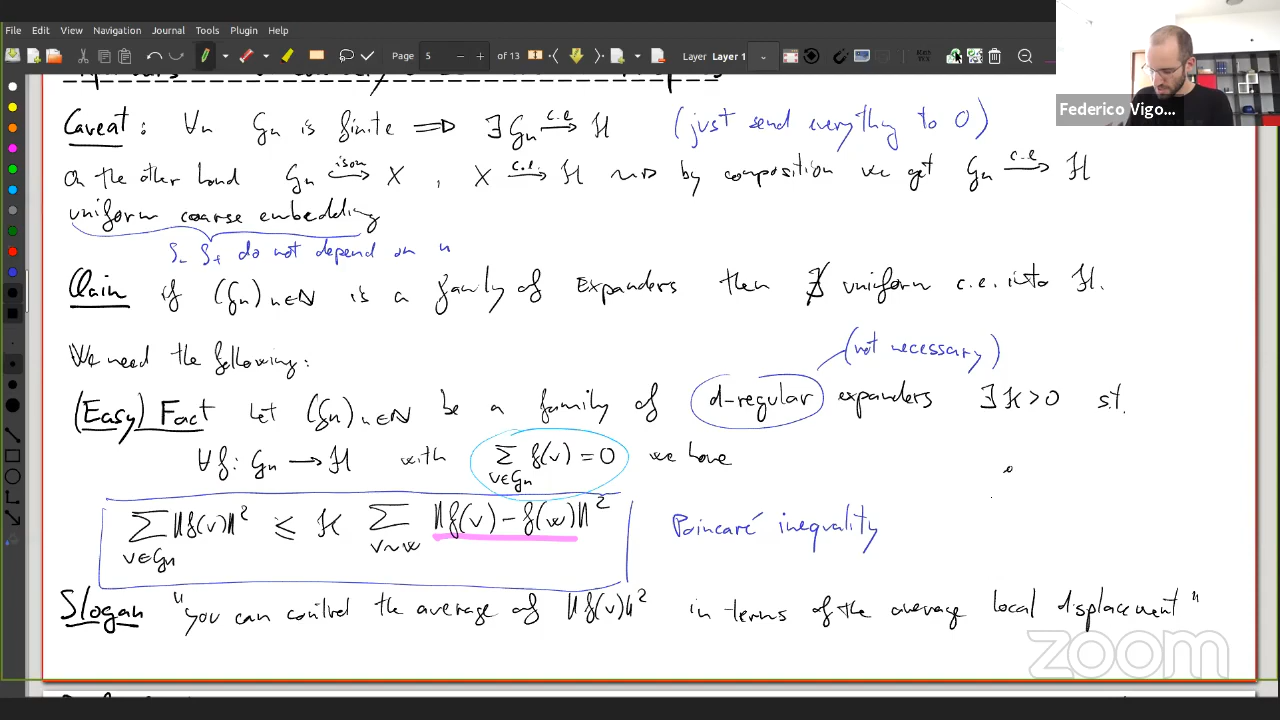 File Edit View Navigation Journal Tools Plugin Help
Page 5 of 13 Layer Layer 1
Federico Vigo...
Caveat: ∀n Gn is finite ⟹ ∃ Gn –c.e→ H (just send everything to 0)
On the other hand Gn ↪isom X , X –c.e.→ H ⇝ by composition we get Gn –c.e→ H
uniform coarse embedding
ρ₋ ρ₊ do not depend on n
Claim if (Gn)n∈ℕ is a family of Expanders then ∄ uniform c.e. into H.
We need the following:
(not necessary)
(Easy) Fact Let (Gn)n∈ℕ be a family of d-regular expanders ∃ K>0 s.t.
∀f: Gn → H with Σ_{v∈Gn} f(v) = 0 we have
Σ_{v∈Gn} ‖f(v)‖² ≤ K Σ_{v~w} ‖f(v) − f(w)‖² Poincaré inequality
Slogan "you can control the average of ‖f(v)‖² in terms of the average local displacement"
zoom